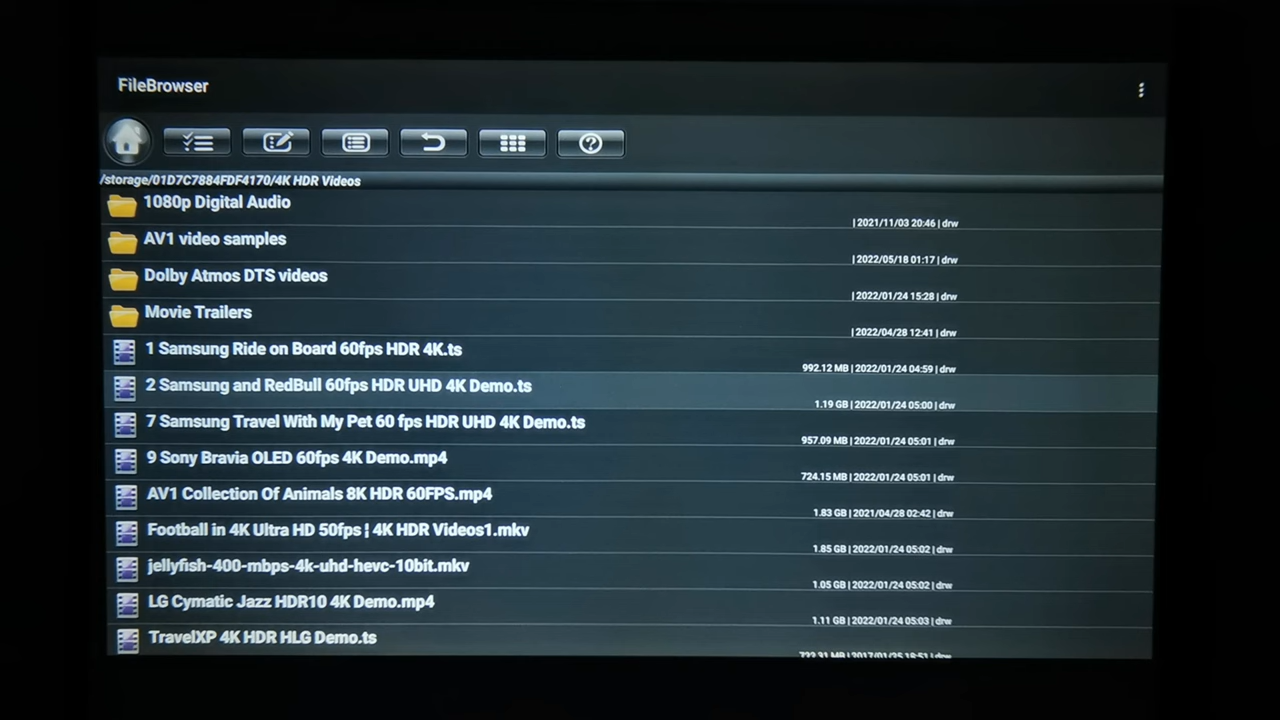 FileBrowser
/storage/01D7C7884FDF4170/4K HDR Videos
1080p Digital Audio
| 2021/11/03 20:46 | drw
AV1 video samples
| 2022/05/18 01:17 | drw
Dolby Atmos DTS videos
| 2022/01/24 15:28 | drw
Movie Trailers
| 2022/04/28 12:41 | drw
1 Samsung Ride on Board 60fps HDR 4K.ts
992.12 MB | 2022/01/24 04:59 | drw
2 Samsung and RedBull 60fps HDR UHD 4K Demo.ts
1.19 GB | 2022/01/24 05:00 | drw
7 Samsung Travel With My Pet 60 fps HDR UHD 4K Demo.ts
957.09 MB | 2022/01/24 05:01 | drw
9 Sony Bravia OLED 60fps 4K Demo.mp4
724.15 MB | 2022/01/24 05:01 | drw
AV1 Collection Of Animals 8K HDR 60FPS.mp4
1.83 GB | 2021/04/28 02:42 | drw
Football in 4K Ultra HD 50fps ¦ 4K HDR Videos1.mkv
1.85 GB | 2022/01/24 05:02 | drw
jellyfish-400-mbps-4k-uhd-hevc-10bit.mkv
1.05 GB | 2022/01/24 05:02 | drw
LG Cymatic Jazz HDR10 4K Demo.mp4
1.11 GB | 2022/01/24 05:03 | drw
TravelXP 4K HDR HLG Demo.ts
722.31 MB | 2017/01/25 18:51 | drw